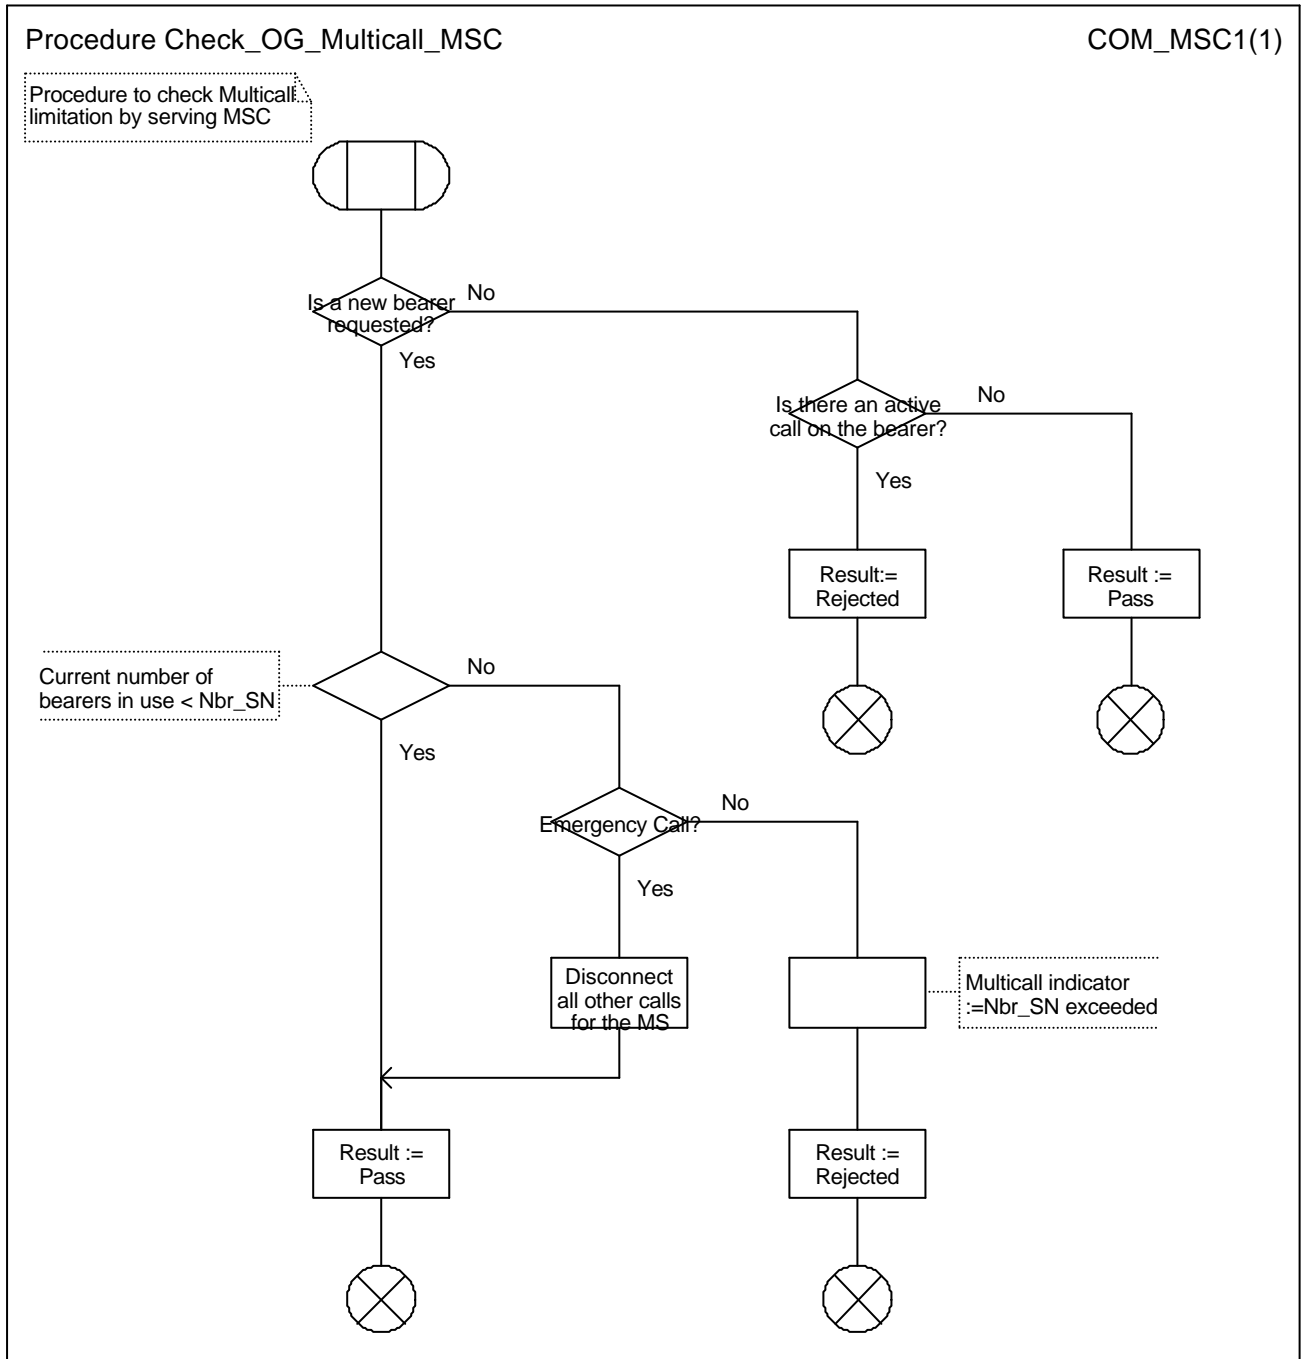 Procedure Check_OG_Multicall_MSC
COM_MSC1(1)
Procedure to check Multicall
limitation by serving MSC
Is a new bearer
requested?
No
Yes
Is there an active
call on the bearer?
No
Yes
Result:=
Rejected
Result :=
Pass
Current number of
bearers in use < Nbr_SN
No
Yes
Emergency Call?
No
Yes
Disconnect
all other calls
for the MS
Multicall indicator
:=Nbr_SN exceeded
Result :=
Pass
Result :=
Rejected